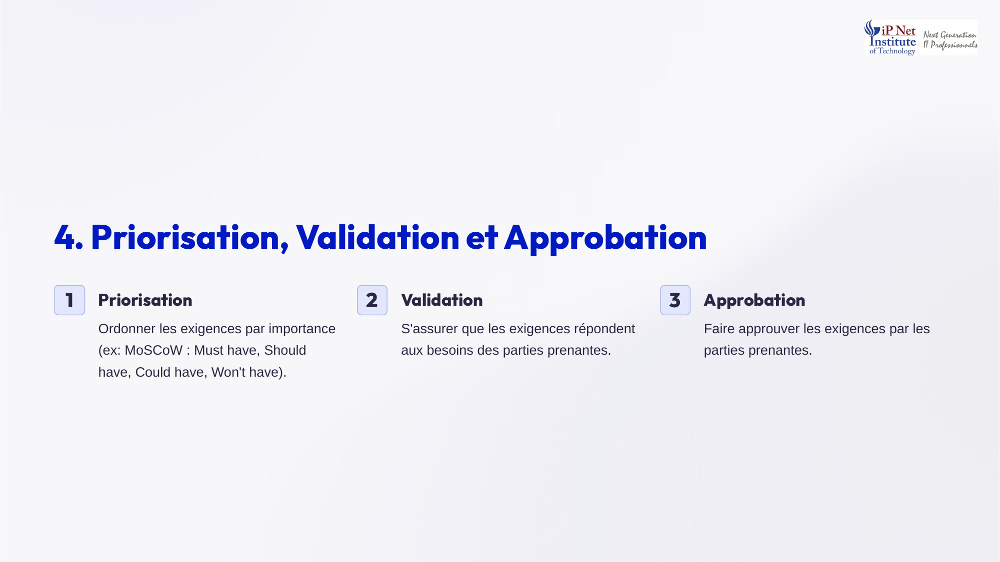 iP Net
Institute
of Technology
Next Generation
IT Professionnels
4. Priorisation, Validation et Approbation
1
Priorisation
Ordonner les exigences par importance
(ex: MoSCoW : Must have, Should
have, Could have, Won't have).
2
Validation
S'assurer que les exigences répondent
aux besoins des parties prenantes.
3
Approbation
Faire approuver les exigences par les
parties prenantes.